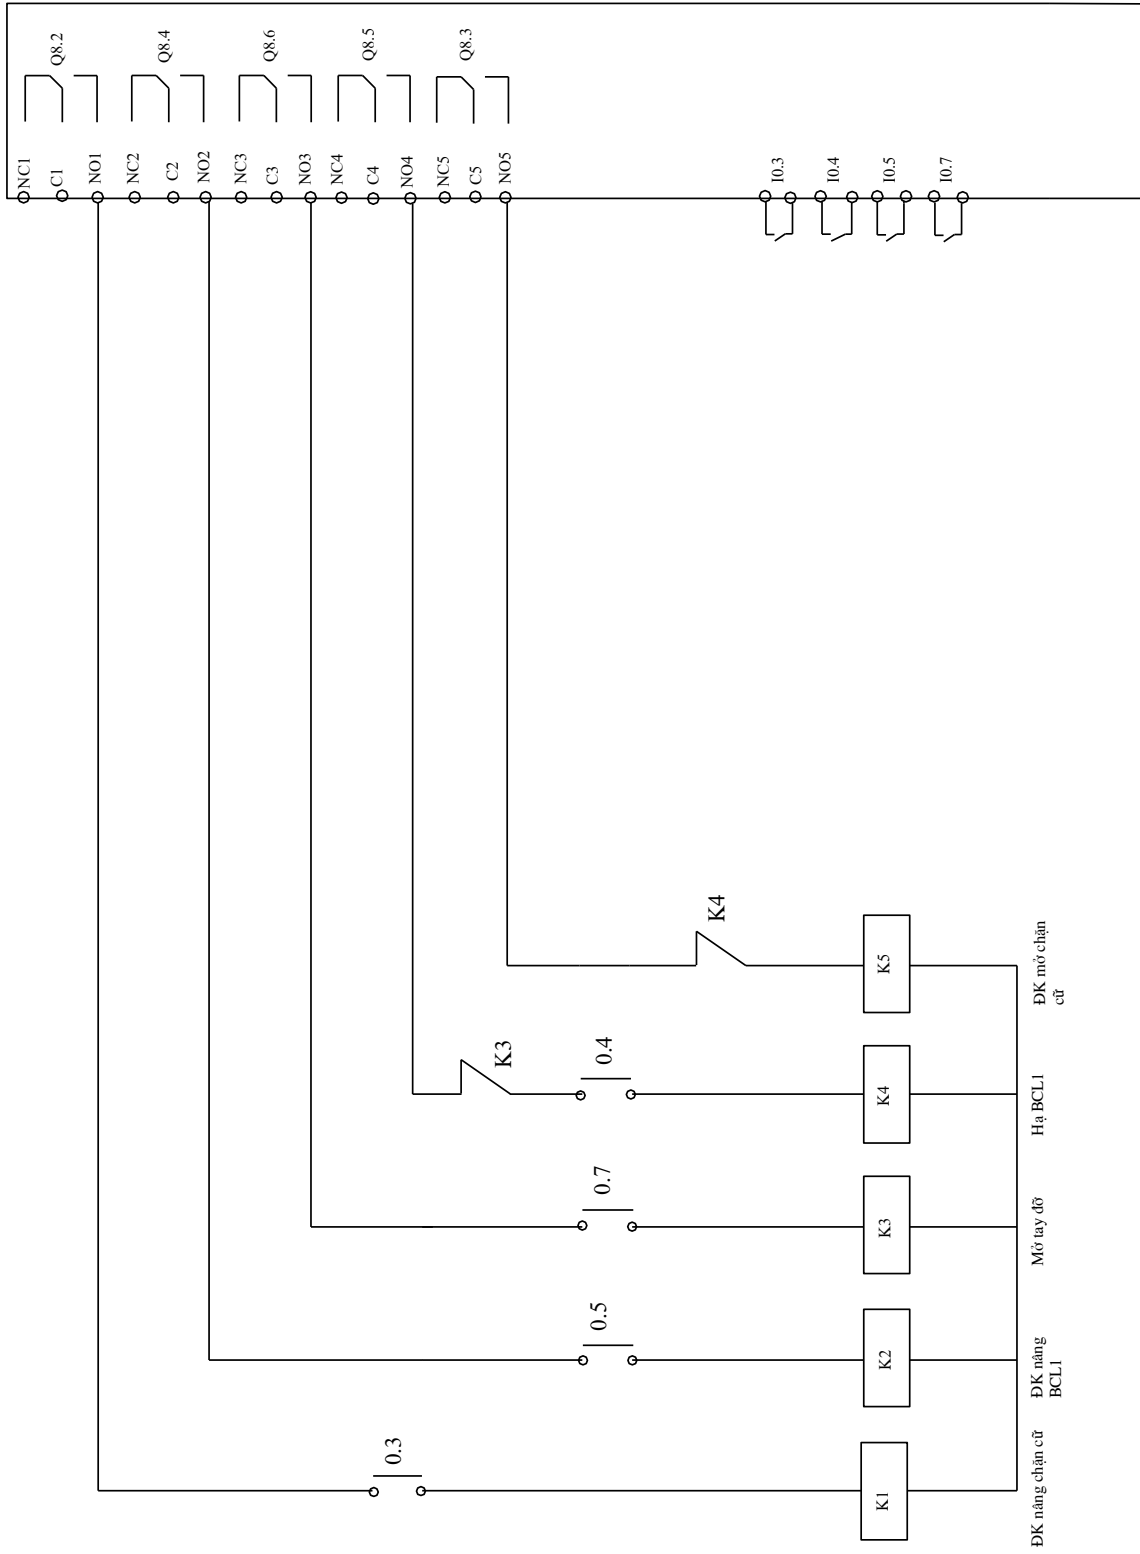 Q8.2
Q8.4
Q8.6
Q8.5
Q8.3
NC1
C1
NO1
NC2
C2
NO2
NC3
C3
NO3
NC4
C4
NO4
NC5
C5
NO5
I0.3
I0.4
I0.5
I0.7
K4
K3
0.4
0.7
0.5
0.3
K5
K4
K3
K2
K1
ĐK mở chặn
cữ
Hạ BCL1
Mở tay đỡ
ĐK nâng
BCL1
ĐK nâng chặn cữ